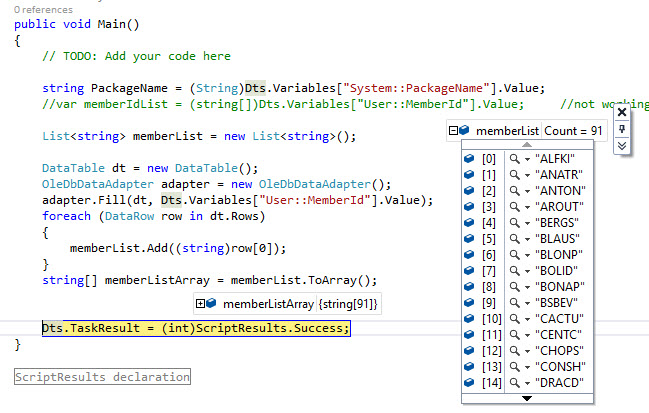 0 references
public void Main()
{
// TODO: Add your code here
string PackageName = (String)Dts.Variables["System::PackageName"].Value;
//var memberIdList = (string[])Dts.Variables["User::MemberId"].Value; //not working
List<string> memberList = new List<string>();
memberList Count = 91
DataTable dt = new DataTable();
OleDbDataAdapter adapter = new OleDbDataAdapter();
adapter.Fill(dt, Dts.Variables["User::MemberId"].Value);
foreach (DataRow row in dt.Rows)
{
memberList.Add((string)row[0]);
}
string[] memberListArray = memberList.ToArray();
memberListArray {string[91]}
Dts.TaskResult = (int)ScriptResults.Success;
}
ScriptResults declaration
[0] "ALFKI"
[1] "ANATR"
[2] "ANTON"
[3] "AROUT"
[4] "BERGS"
[5] "BLAUS"
[6] "BLONP"
[7] "BOLID"
[8] "BONAP"
[9] "BSBEV"
[10] "CACTU"
[11] "CENTC"
[12] "CHOPS"
[13] "CONSH"
[14] "DRACD"